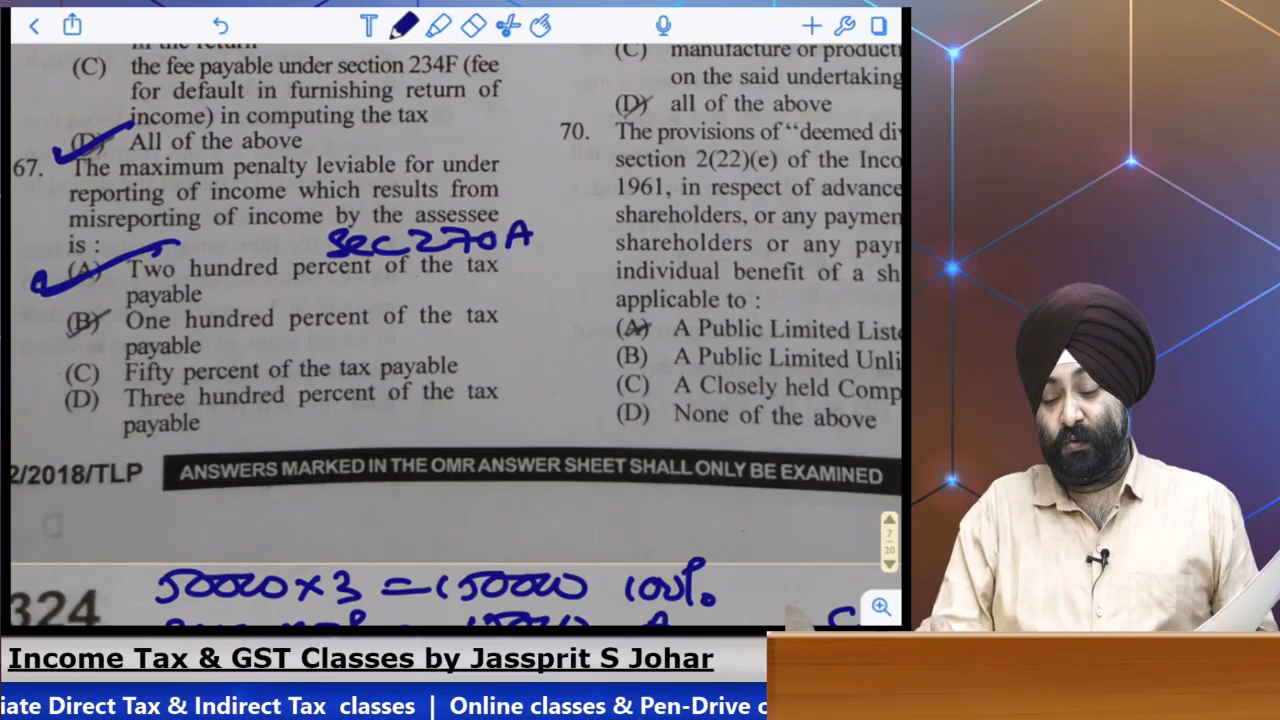 in the return
(C) the fee payable under section 234F (fee
for default in furnishing return of
income) in computing the tax
(D) All of the above
67. The maximum penalty leviable for under
reporting of income which results from
misreporting of income by the assessee
is :
Sec 270A
(A) Two hundred percent of the tax
payable
(B) One hundred percent of the tax
payable
(C) Fifty percent of the tax payable
(D) Three hundred percent of the tax
payable
(C) manufacture or producti
on the said undertaking
(D) all of the above
70. The provisions of “deemed div
section 2(22)(e) of the Inco
1961, in respect of advance
shareholders, or any paymen
shareholders or any payr
individual benefit of a sh
applicable to :
(A) A Public Limited Liste
(B) A Public Limited Unli
(C) A Closely held Comp
(D) None of the above
2/2018/TLP ANSWERS MARKED IN THE OMR ANSWER SHEET SHALL ONLY BE EXAMINED
7
20
324
50000 x 3 = 150000 100%
Income Tax & GST Classes by Jassprit S Johar
iate Direct Tax & Indirect Tax classes | Online classes & Pen-Drive c